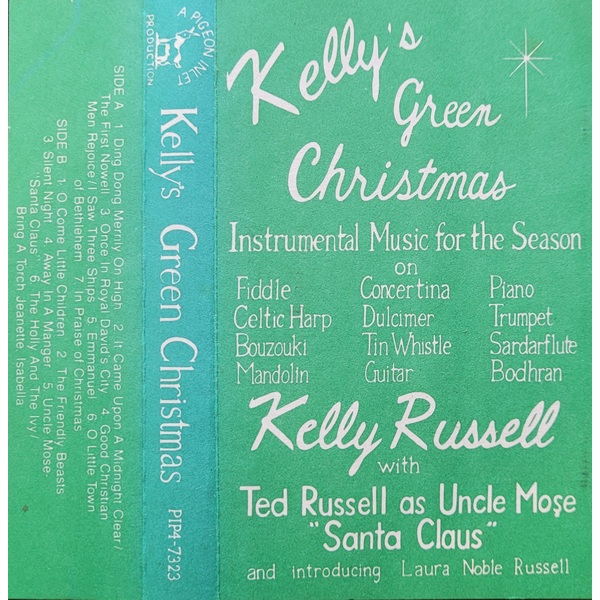 Kelly's
Green
Christmas
Instrumental Music for the Season
on
Fiddle Concertina Piano
Celtic Harp Dulcimer Trumpet
Bouzouki Tin Whistle Sardarflute
Mandolin Guitar Bodhran
Kelly Russell
with
Ted Russell as Uncle Mose
"Santa Claus"
and introducing Laura Noble Russell
A PIGEON INLET
PRODUCTION
Kelly's Green Christmas PIP4-7323
SIDE A 1. Ding Dong Merrily On High 2. It Came Upon A Midnight Clear/
The First Nowell 3. Once In Royal David's City 4. Good Christian
Men Rejoice/I Saw Three Ships 5. Emmanuel 6. O Little Town
of Bethlehem 7. In Praise of Christmas
SIDE B 1. O Come Little Children 2. The Friendly Beasts
3 Silent Night 4. Away In A Manger 5. Uncle Mose-
"Santa Claus" 6. The Holly And The Ivy/
Bring A Torch Jeanette Isabella